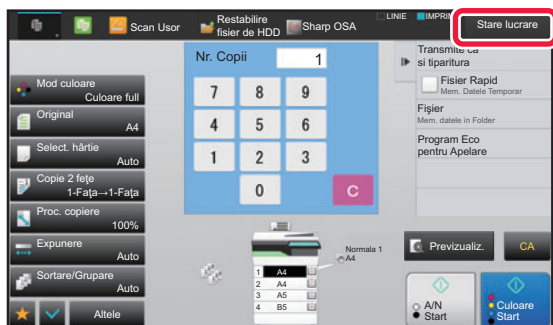 Scan Usor
Restabilire
fisier de HDD
Sharp OSA
LINIE
IMPRI
Stare lucrare
Nr. Copii
1
Transmite ca
si tiparitura
Fisier Rapid
Mem. Datele Temporar
Fişier
Mem. datele in Folder
Program Eco
pentru Apelare
Mod culoare
Culoare full
Original
A4
Select. hârtie
Auto
Copie 2 feţe
1-Faţa→1-Faţa
Proc. copiere
100%
Expunere
Auto
Sortare/Grupare
Auto
Altele
7 8 9
4 5 6
1 2 3
0 C
Normala 1
A4
1 A4
2 A4
3 A5
4 B5
Previzualiz.
CA
A/N
Start
Culoare
Start